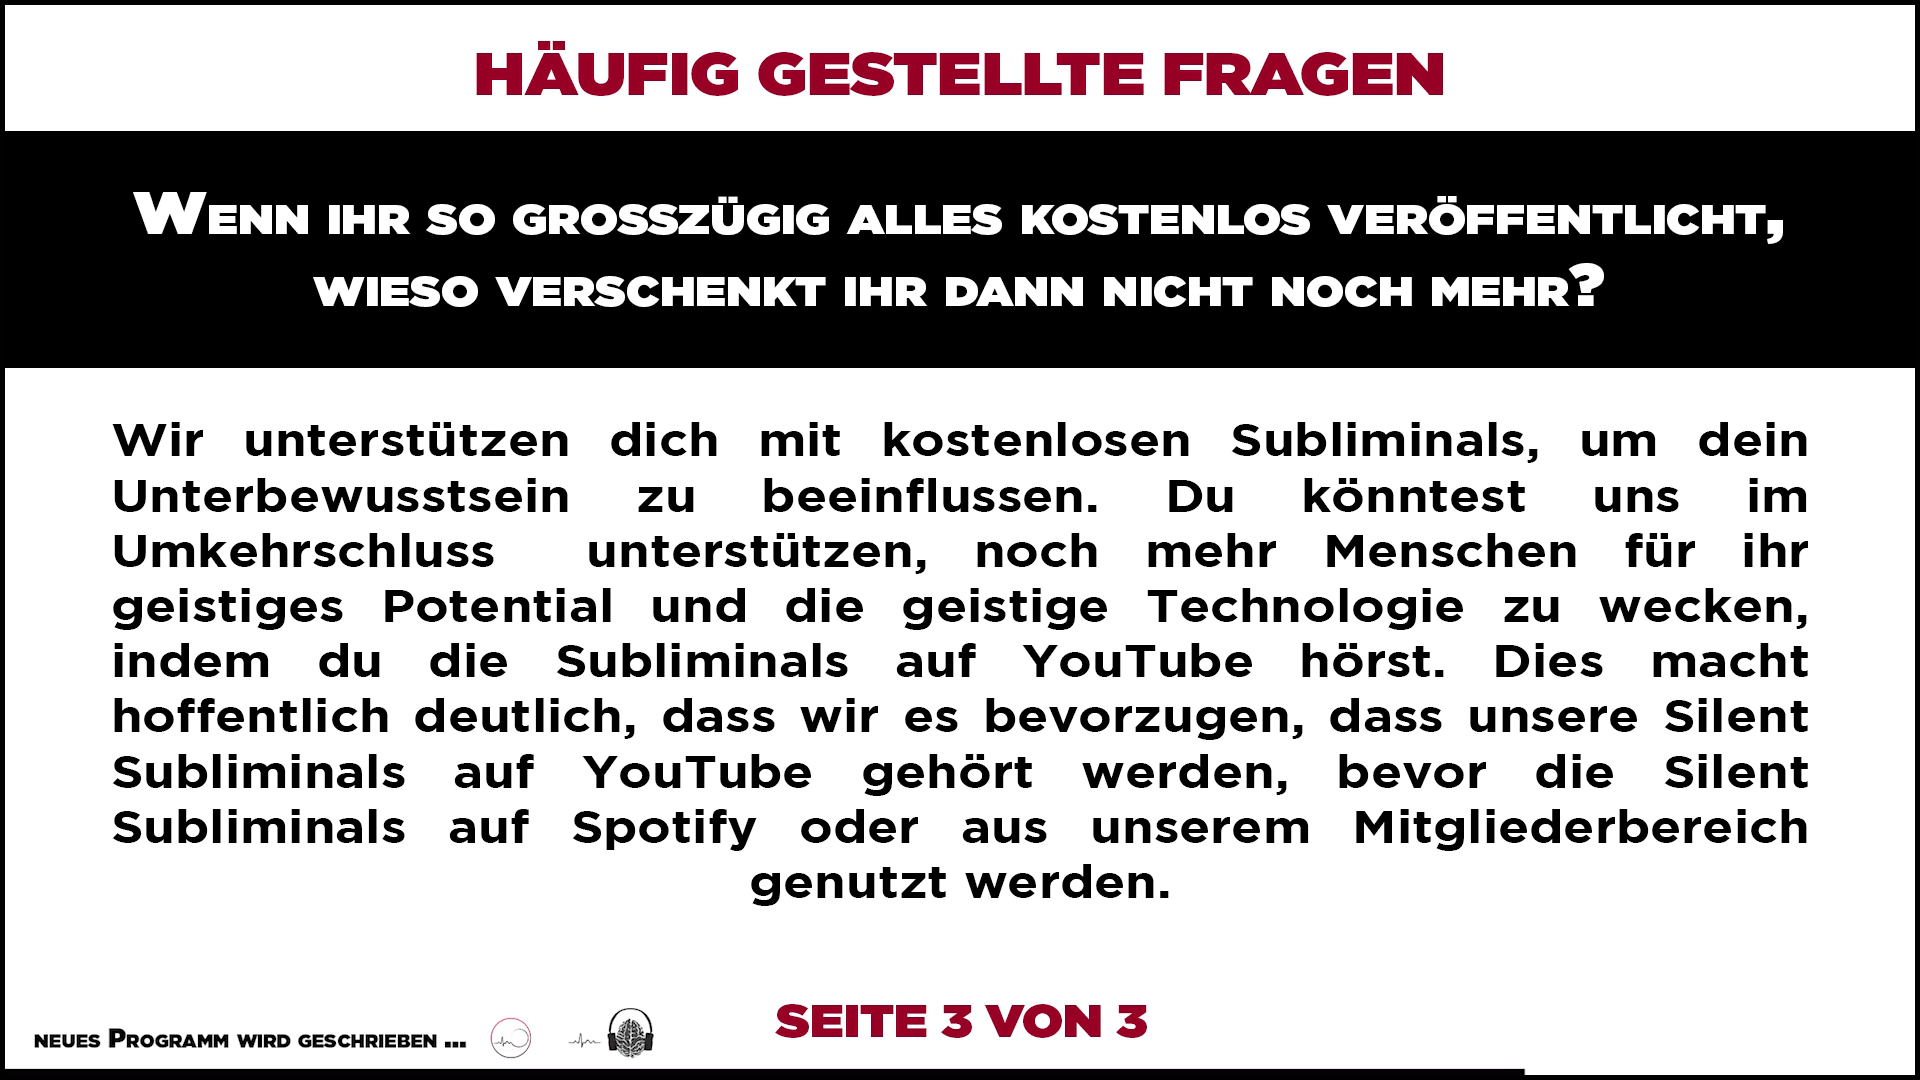 HÄUFIG GESTELLTE FRAGEN
Wenn ihr so grosszügig alles kostenlos veröffentlicht,
wieso verschenkt ihr dann nicht noch mehr?
Wir unterstützen dich mit kostenlosen Subliminals, um dein
Unterbewusstsein zu beeinflussen. Du könntest uns im
Umkehrschluss unterstützen, noch mehr Menschen für ihr
geistiges Potential und die geistige Technologie zu wecken,
indem du die Subliminals auf YouTube hörst. Dies macht
hoffentlich deutlich, dass wir es bevorzugen, dass unsere Silent
Subliminals auf YouTube gehört werden, bevor die Silent
Subliminals auf Spotify oder aus unserem Mitgliederbereich
genutzt werden.
neues Programm wird geschrieben ...
SEITE 3 VON 3